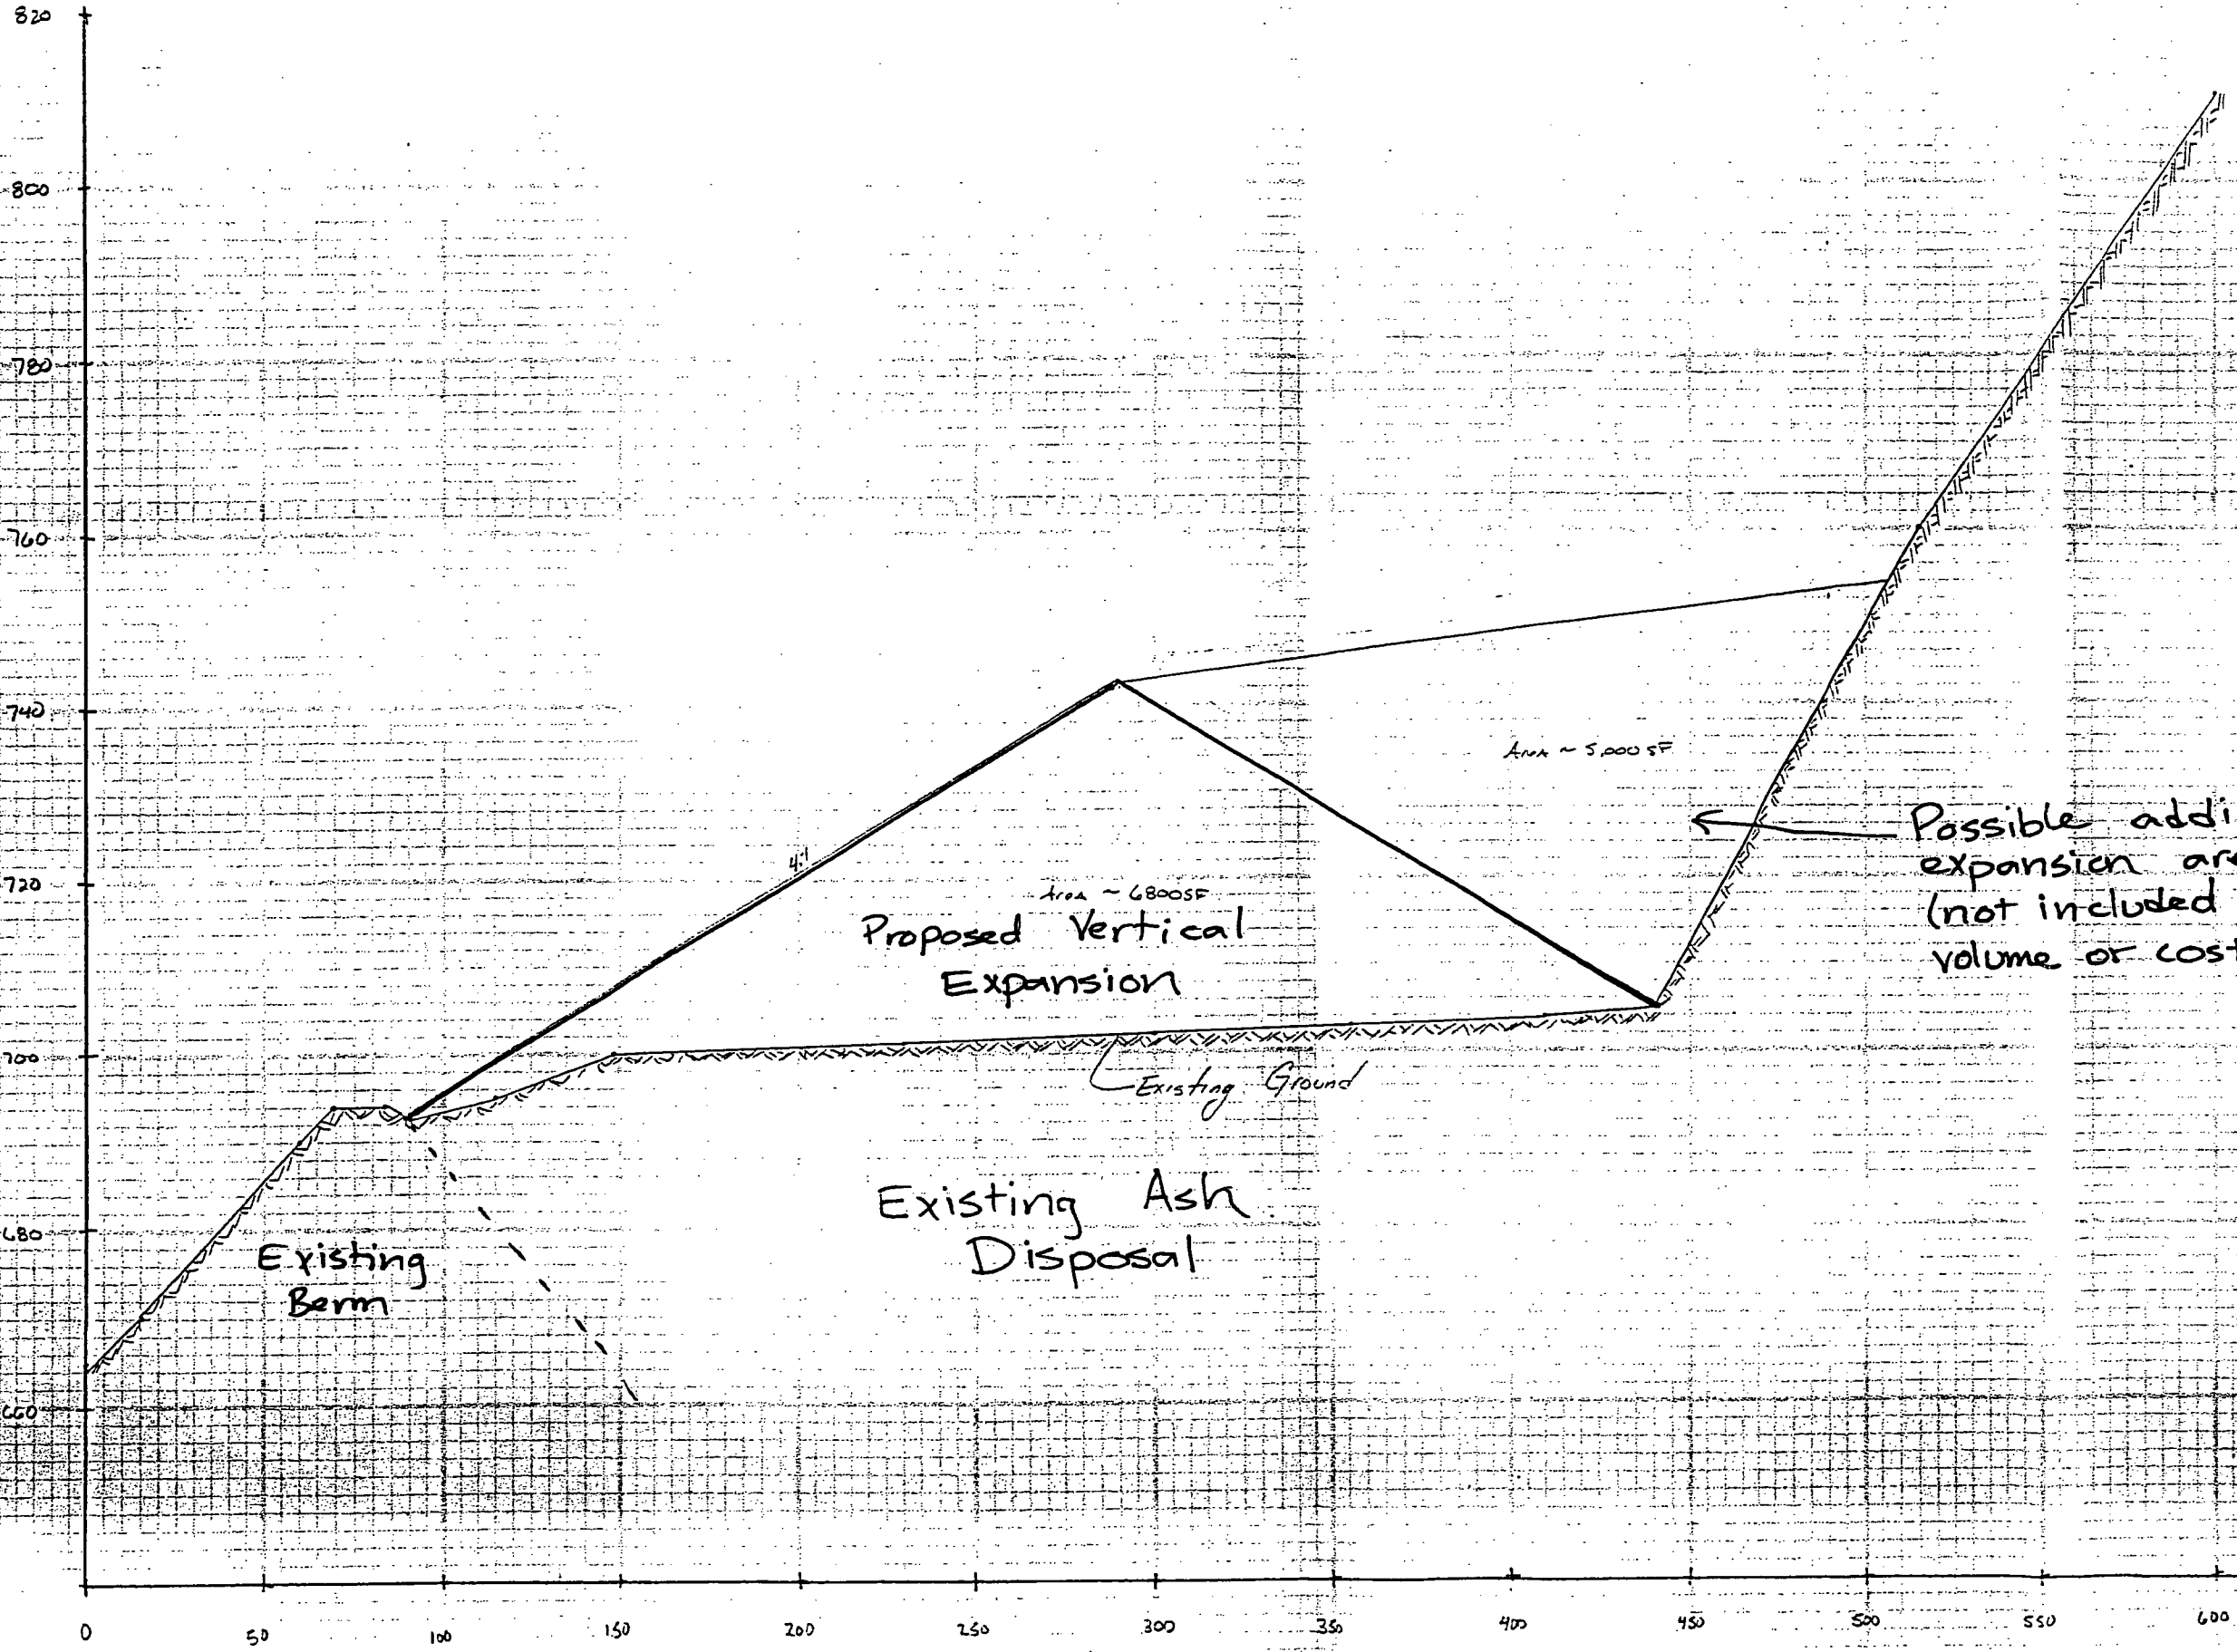 820
800
780
760
740
720
700
680
660
4:1
Area ~ 6800SF
Proposed Vertical
Expansion
Area ~ 5,000 SF
Possible addi
expansion are
(not included
volume or cost
Existing Ground
Existing Ash
Disposal
Existing
Berm
0 50 100 150 200 250 300 350 400 450 500 550 600